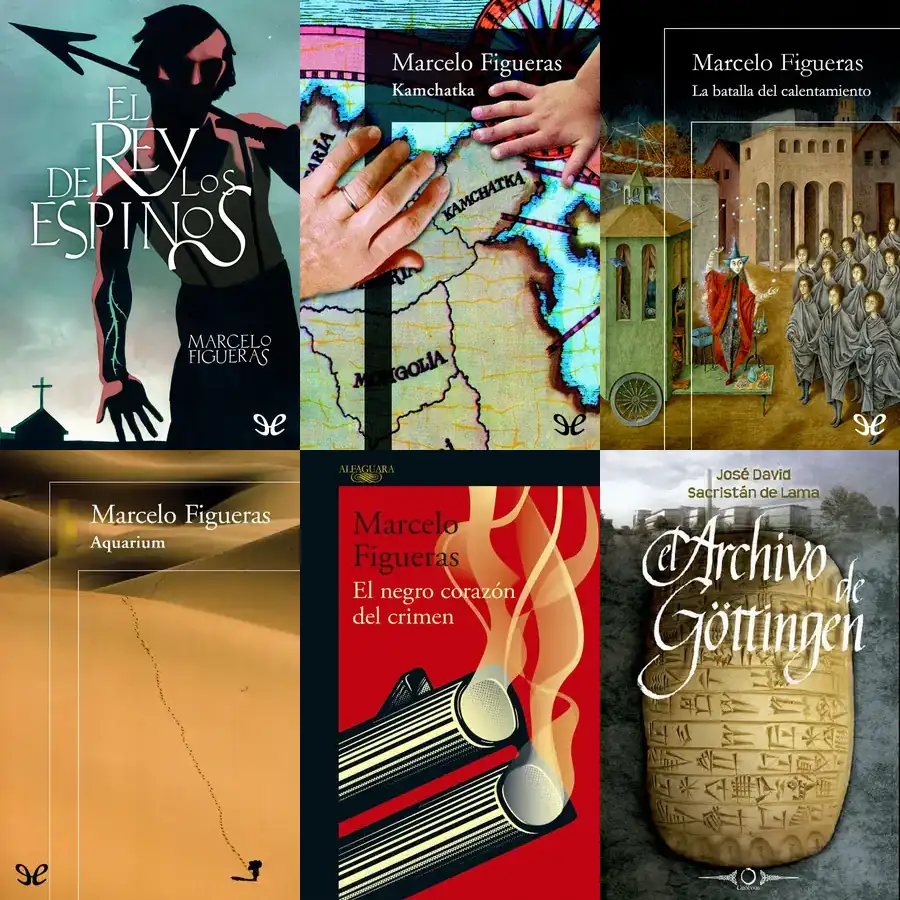 EL
REY
DE LOS
ESPINOS
MARCELO
FIGUERAS
Marcelo Figueras
Kamchatka
KAMCHATKA
MONGOLIA
Marcelo Figueras
La batalla del calentamiento
Marcelo Figueras
Aquarium
ALFAGUARA
Marcelo
Figueras
El negro corazón
del crimen
José David
Sacristán de Lama
el Archivo
de
Göttingen